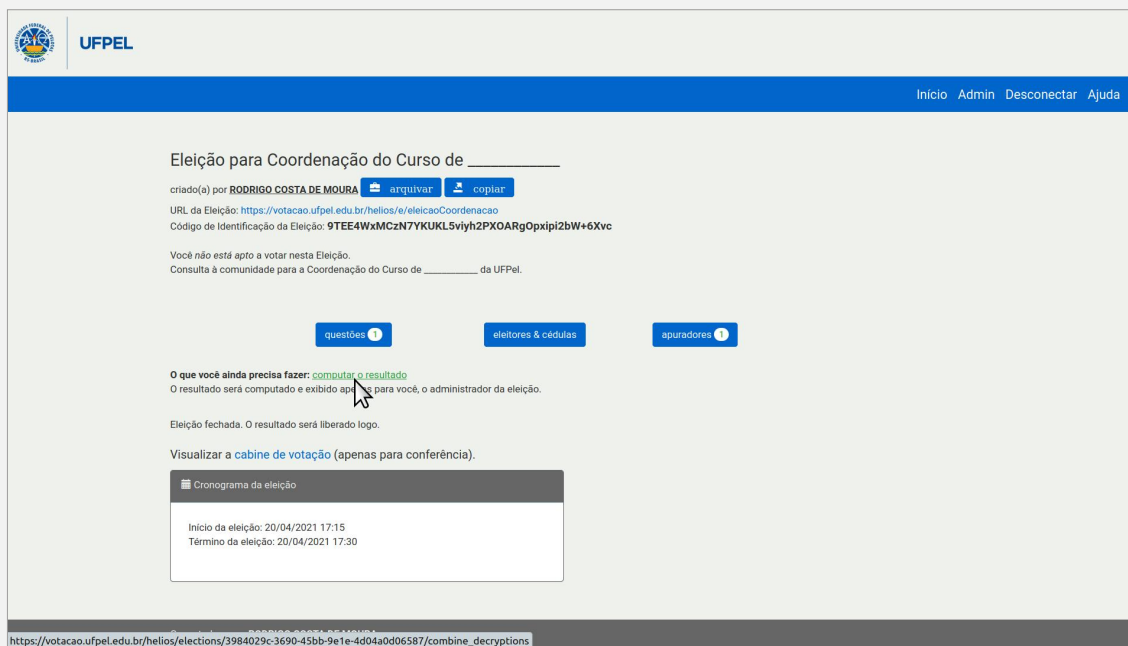 UFPEL
Início Admin Desconectar Ajuda
Eleição para Coordenação do Curso de ____________
criado(a) por RODRIGO COSTA DE MOURA arquivar copiar
URL da Eleição: https://votacao.ufpel.edu.br/helios/e/eleicaoCoordenacao
Código de Identificação da Eleição: 9TEE4WxMCzN7YKUKL5viyh2PXOARgOpxipi2bW+6Xvc
Você não está apto a votar nesta Eleição.
Consulta à comunidade para a Coordenação do Curso de ___________ da UFPel.
questões 1 eleitores & cédulas apuradores 1
O que você ainda precisa fazer: computar o resultado
O resultado será computado e exibido apenas para você, o administrador da eleição.
Eleição fechada. O resultado será liberado logo.
Visualizar a cabine de votação (apenas para conferência).
Cronograma da eleição
Início da eleição: 20/04/2021 17:15
Término da eleição: 20/04/2021 17:30
https://votacao.ufpel.edu.br/helios/elections/3984029c-3690-45bb-9e1e-4d04a0d06587/combine_decryptions